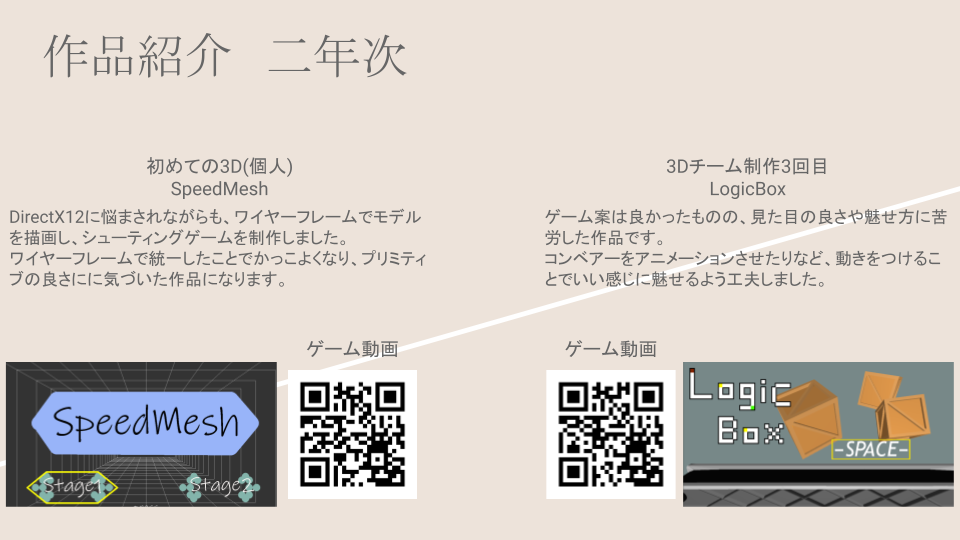 作品紹介　二年次
初めての3D(個人)
SpeedMesh
DirectX12に悩まされながらも、ワイヤーフレームでモデル
を描画し、シューティングゲームを制作しました。
ワイヤーフレームで統一したことでかっこよくなり、プリミティ
ブの良さにに気づいた作品になります。
ゲーム動画
SpeedMesh
Stage1
Stage2
3Dチーム制作3回目
LogicBox
ゲーム案は良かったものの、見た目の良さや魅せ方に苦
労した作品です。
コンベアーをアニメーションさせたりなど、動きをつけるこ
とでいい感じに魅せるよう工夫しました。
ゲーム動画
Logic
Box
-SPACE-